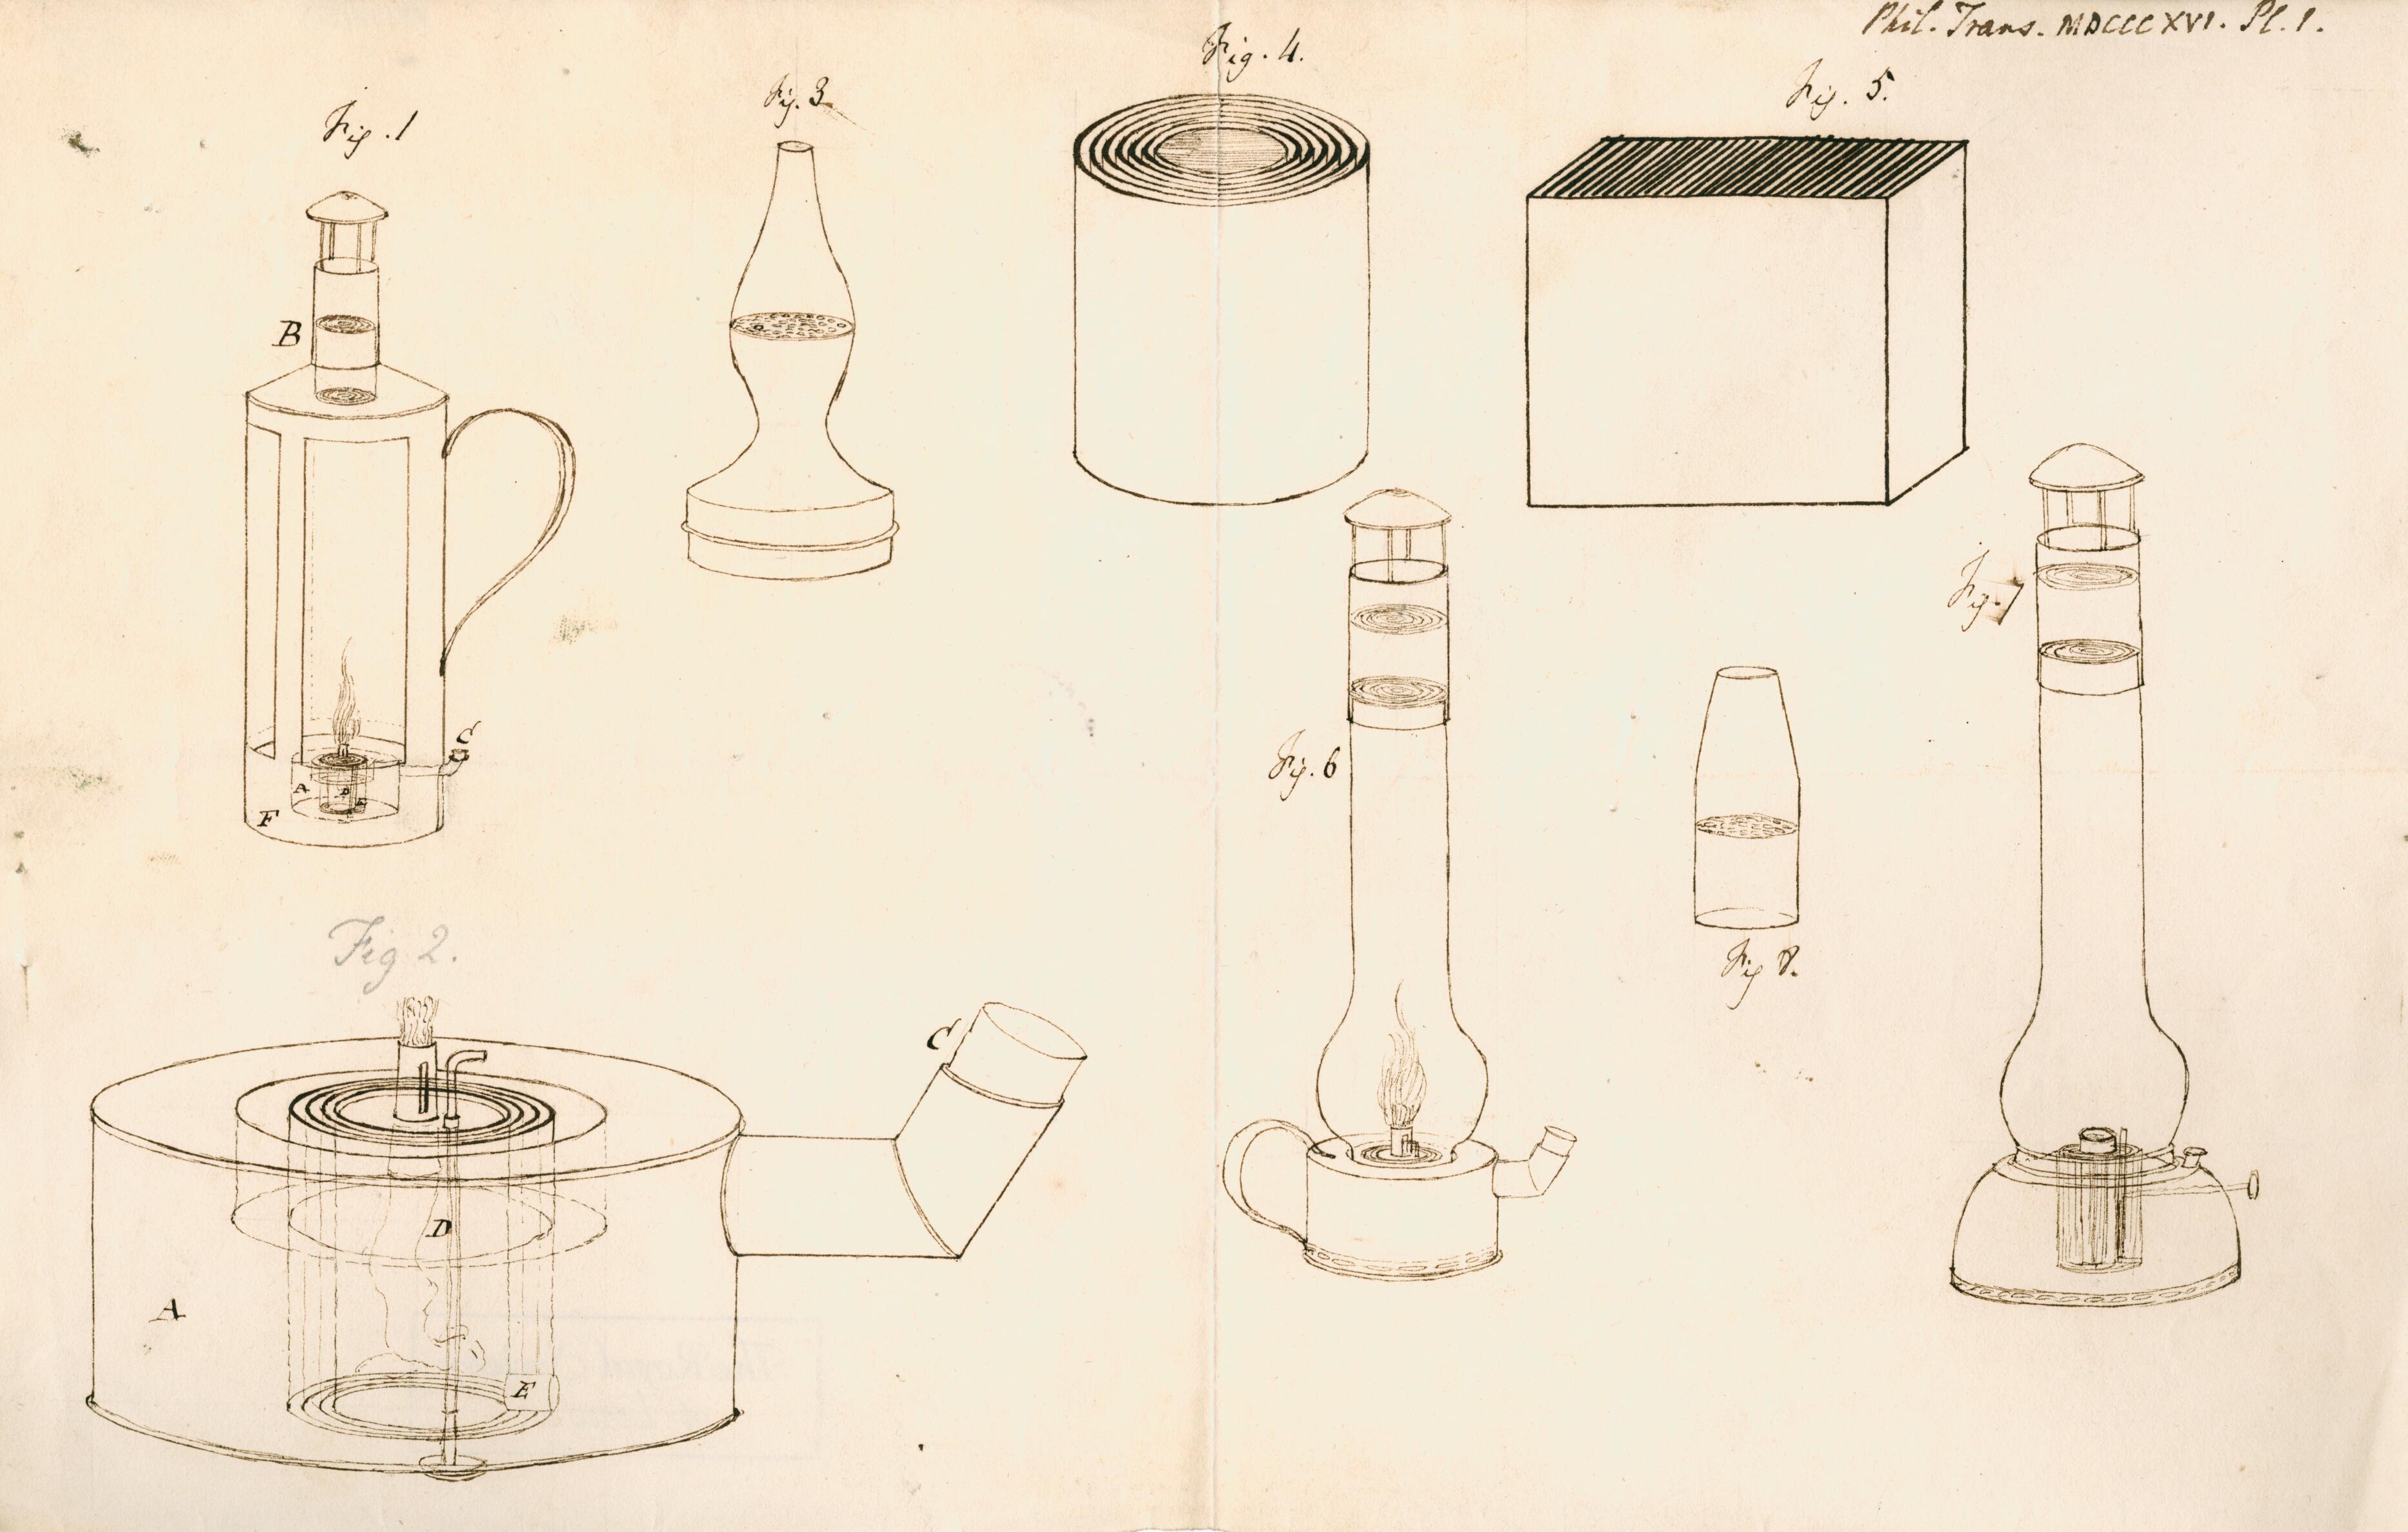 Phil. Trans. MDCCCXVI. Pl. 1.
Fig. 1
Fig. 3
Fig. 4.
Fig. 5.
B
C
A
D
E
F
Fig. 6
Fig. 7
Fig 8.
Fig 2.
C
D
A
E